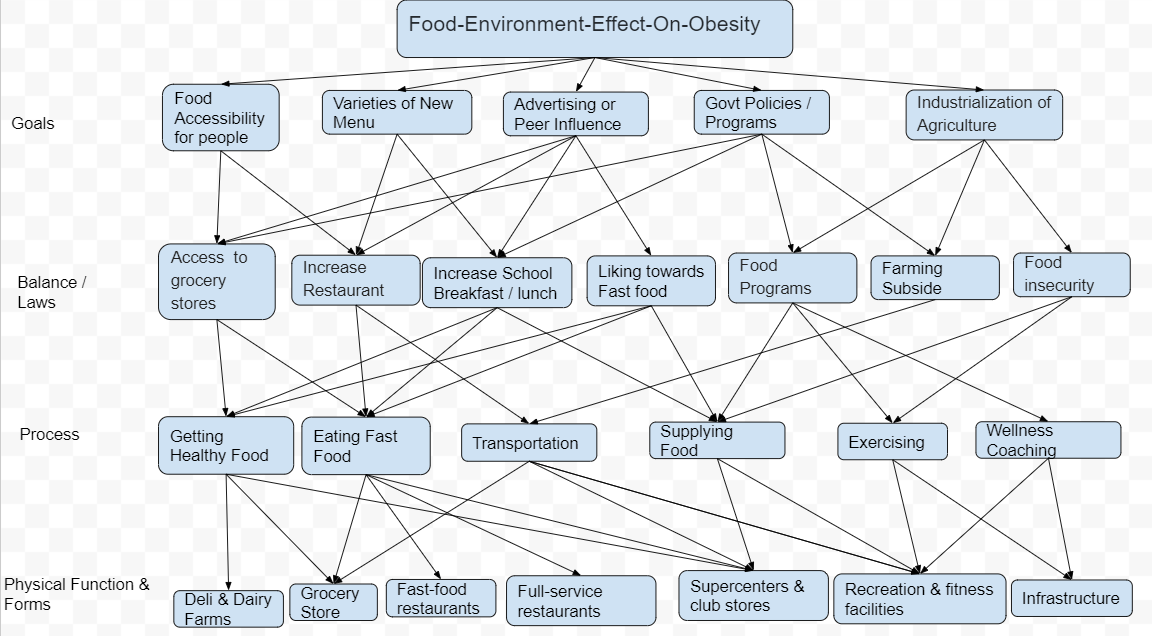 Food-Environment-Effect-On-Obesity
Goals
Food
Accessibility
for people
Varieties of New
Menu
Advertising or
Peer Influence
Govt Policies /
Programs
Industrialization of
Agriculture
Balance /
Laws
Access to
grocery
stores
Increase
Restaurant
Increase School
Breakfast / lunch
Liking towards
Fast food
Food
Programs
Farming
Subside
Food
insecurity
Process
Getting
Healthy Food
Eating Fast
Food
Transportation
Supplying
Food
Exercising
Wellness
Coaching
Physical Function &
Forms
Deli & Dairy
Farms
Grocery
Store
Fast-food
restaurants
Full-service
restaurants
Supercenters &
club stores
Recreation & fitness
facilities
Infrastructure